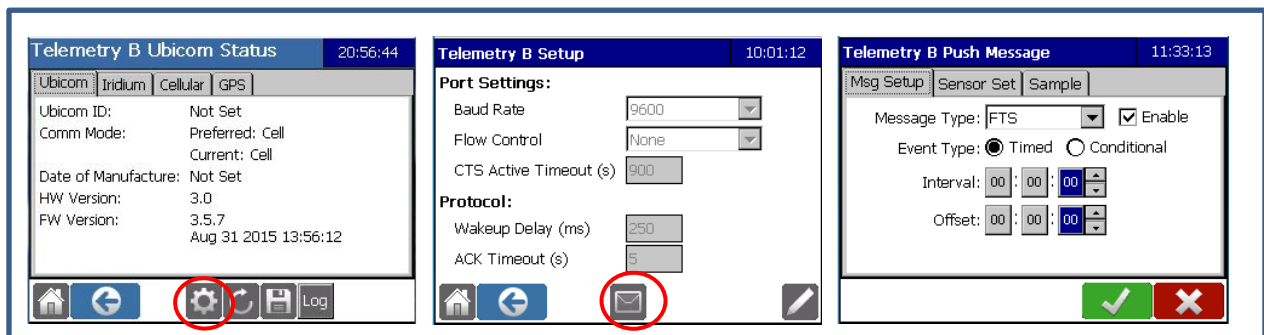 Telemetry B Ubicom Status 20:56:44
Ubicom Iridium Cellular GPS
Ubicom ID: Not Set
Comm Mode: Preferred: Cell
Current: Cell
Date of Manufacture: Not Set
HW Version: 3.0
FW Version: 3.5.7
Aug 31 2015 13:56:12
Log
Telemetry B Setup 10:01:12
Port Settings:
Baud Rate 9600
Flow Control None
CTS Active Timeout (s) 900
Protocol:
Wakeup Delay (ms) 250
ACK Timeout (s) 5
Telemetry B Push Message 11:33:13
Msg Setup Sensor Set Sample
Message Type: FTS Enable
Event Type: Timed Conditional
Interval: 00 : 00 : 00
Offset: 00 : 00 : 00